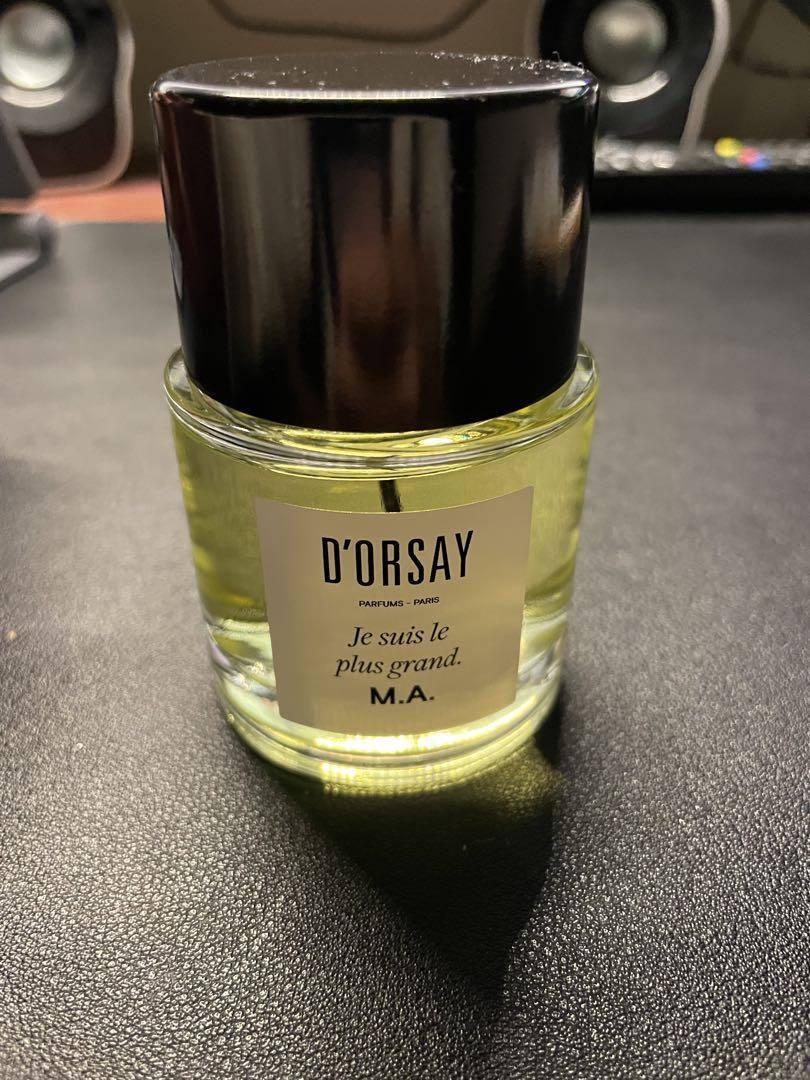 D'ORSAY
PARFUMS - PARIS
Je suis le
plus grand.
M.A.